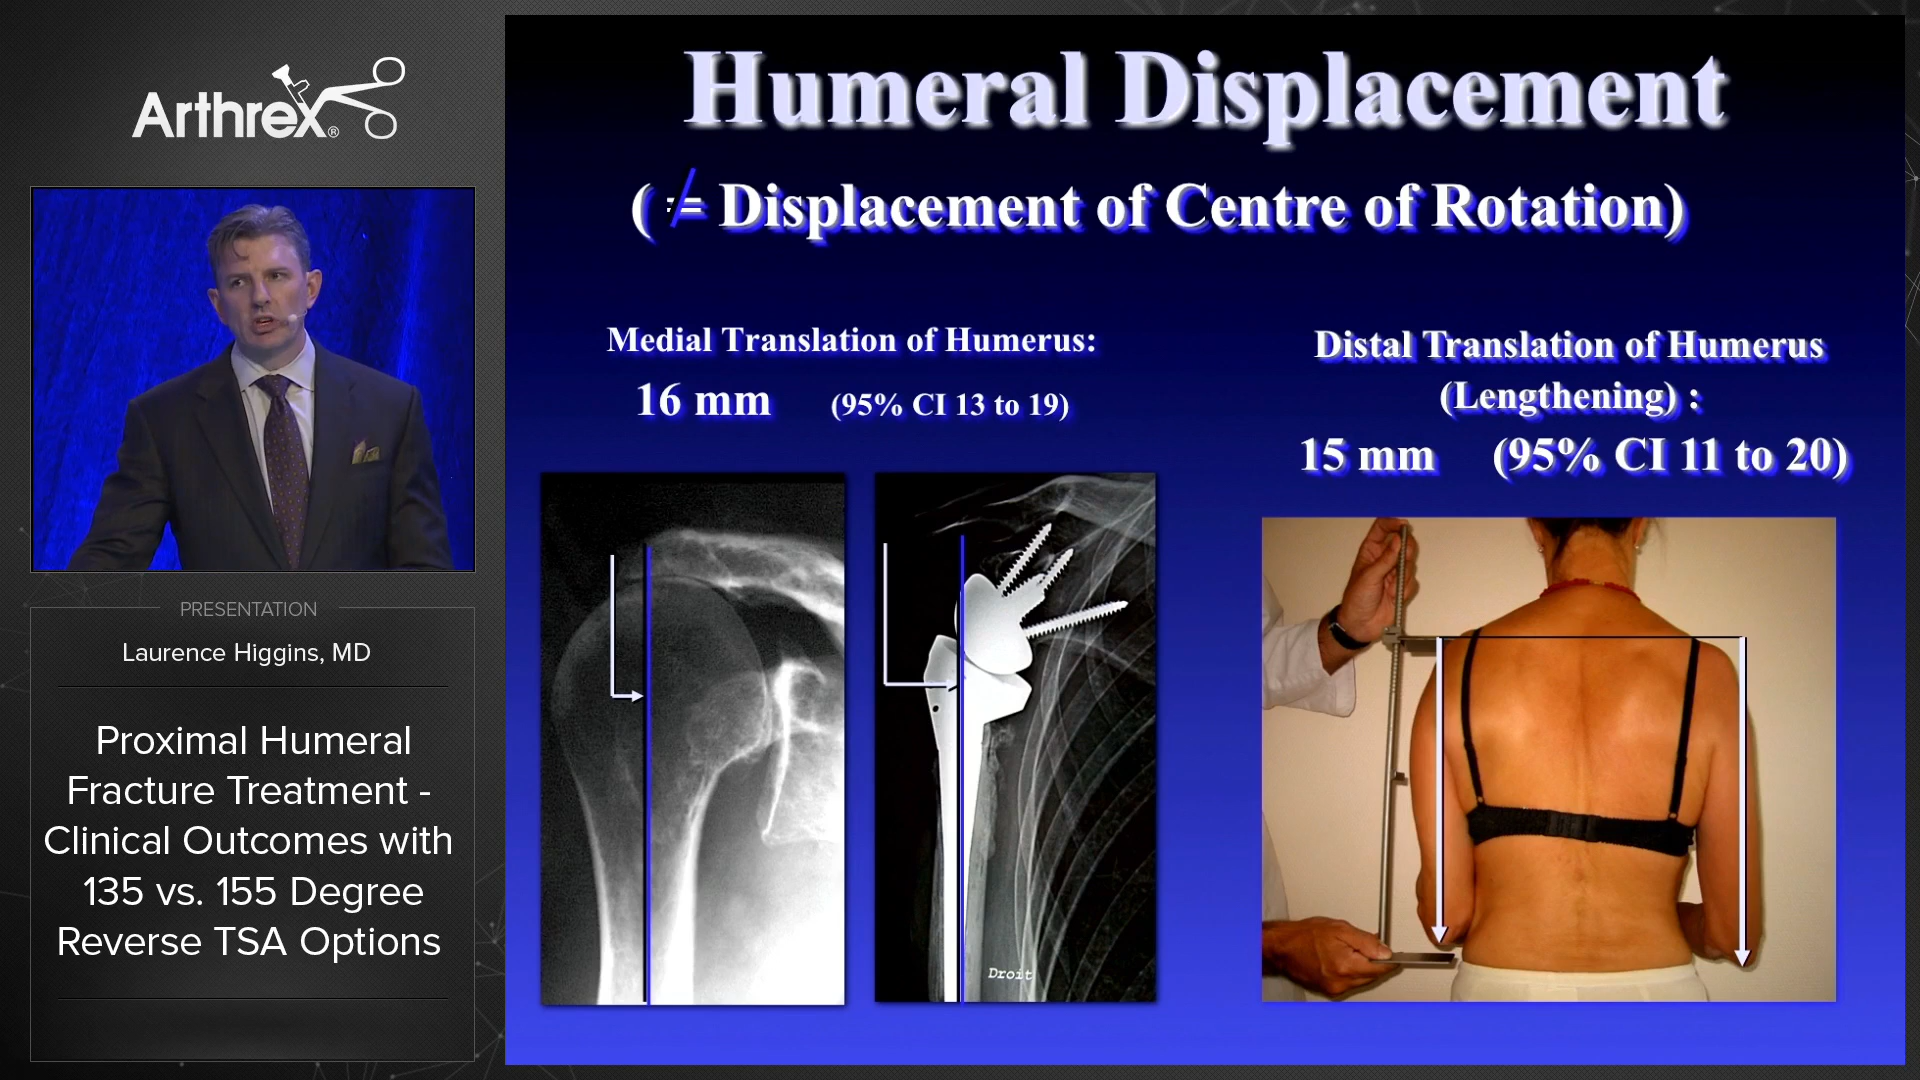 Arthrex®
PRESENTATION
Laurence Higgins, MD
Proximal Humeral
Fracture Treatment -
Clinical Outcomes with
135 vs. 155 Degree
Reverse TSA Options
Humeral Displacement
( ≠ Displacement of Centre of Rotation)
Medial Translation of Humerus:
16 mm (95% CI 13 to 19)
Distal Translation of Humerus
(Lengthening) :
15 mm (95% CI 11 to 20)
Droit